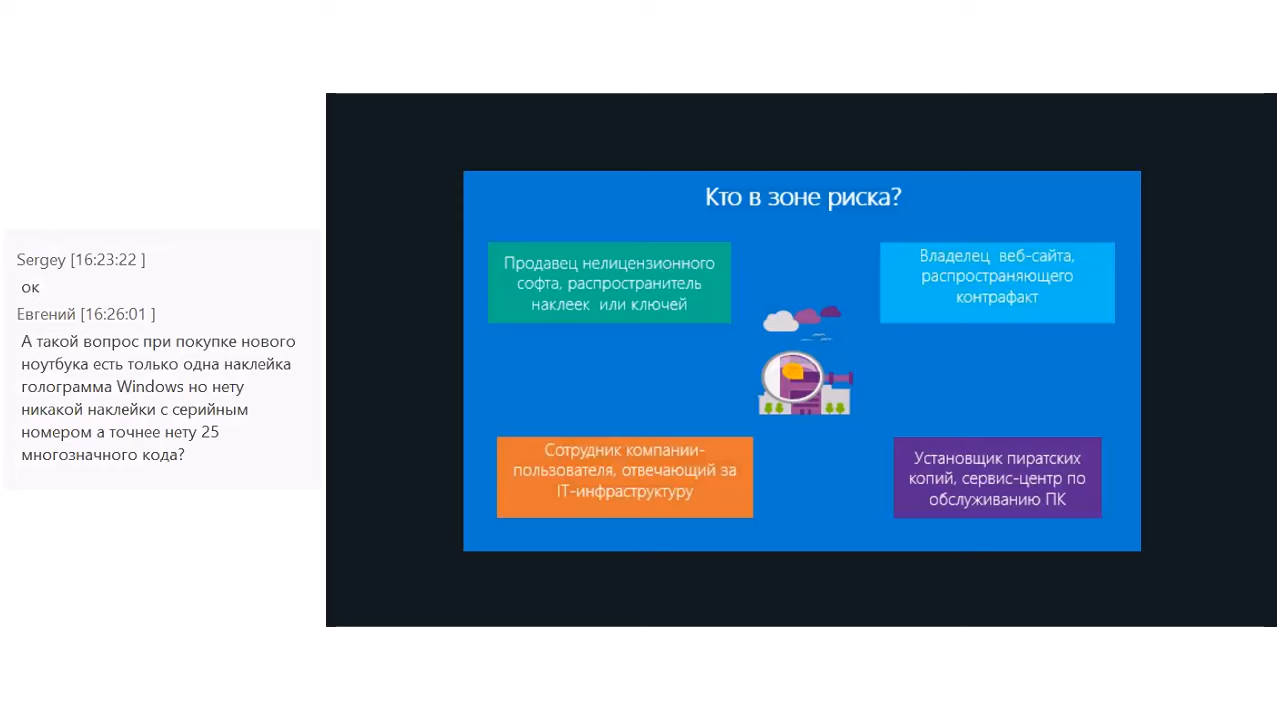 Sergey [16:23:22 ]
ок
Евгений [16:26:01 ]
А такой вопрос при покупке нового
ноутбука есть только одна наклейка
голограмма Windows но нету
никакой наклейки с серийным
номером а точнее нету 25
многозначного кода?
Кто в зоне риска?
Продавец нелицензионного
софта, распространитель
наклеек или ключей
Владелец веб-сайта,
распространяющего
контрафакт
Сотрудник компании-
пользователя, отвечающий за
IT-инфраструктуру
Установщик пиратских
копий, сервис-центр по
обслуживанию ПК